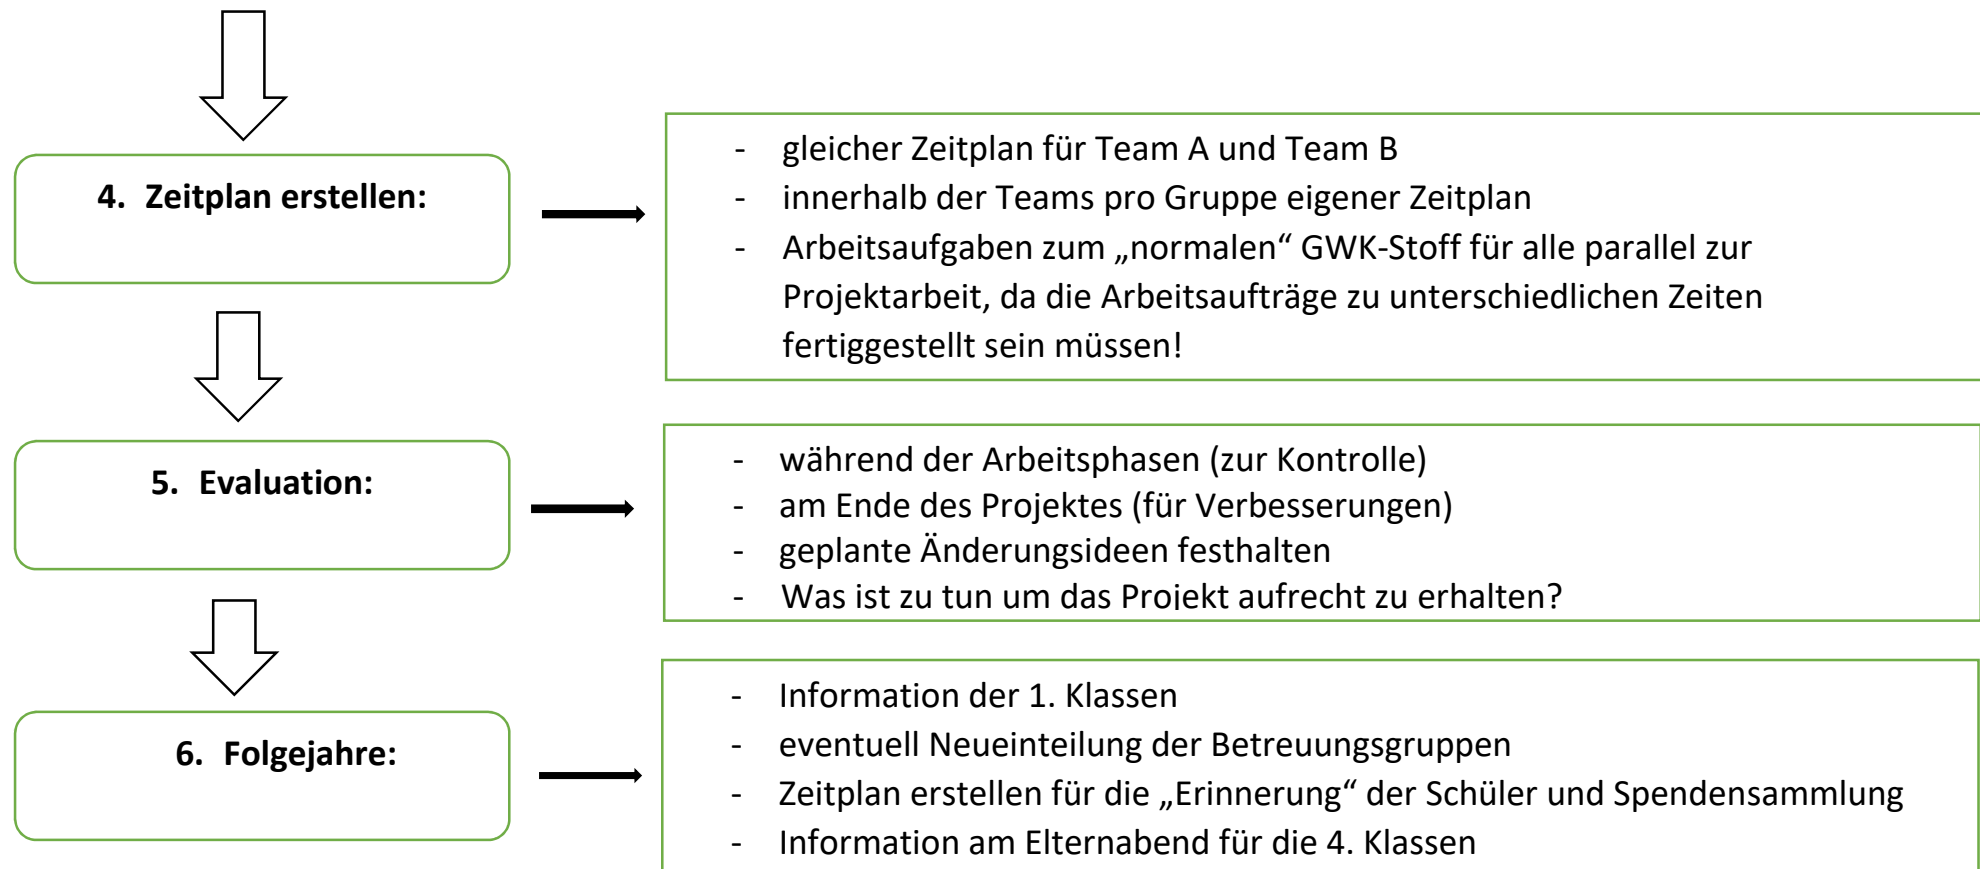 4. Zeitplan erstellen:
- gleicher Zeitplan für Team A und Team B
- innerhalb der Teams pro Gruppe eigener Zeitplan
- Arbeitsaufgaben zum „normalen“ GWK-Stoff für alle parallel zur
Projektarbeit, da die Arbeitsaufträge zu unterschiedlichen Zeiten
fertiggestellt sein müssen!
5. Evaluation:
- während der Arbeitsphasen (zur Kontrolle)
- am Ende des Projektes (für Verbesserungen)
- geplante Änderungsideen festhalten
- Was ist zu tun um das Projekt aufrecht zu erhalten?
6. Folgejahre:
- Information der 1. Klassen
- eventuell Neueinteilung der Betreuungsgruppen
- Zeitplan erstellen für die „Erinnerung“ der Schüler und Spendensammlung
- Information am Elternabend für die 4. Klassen